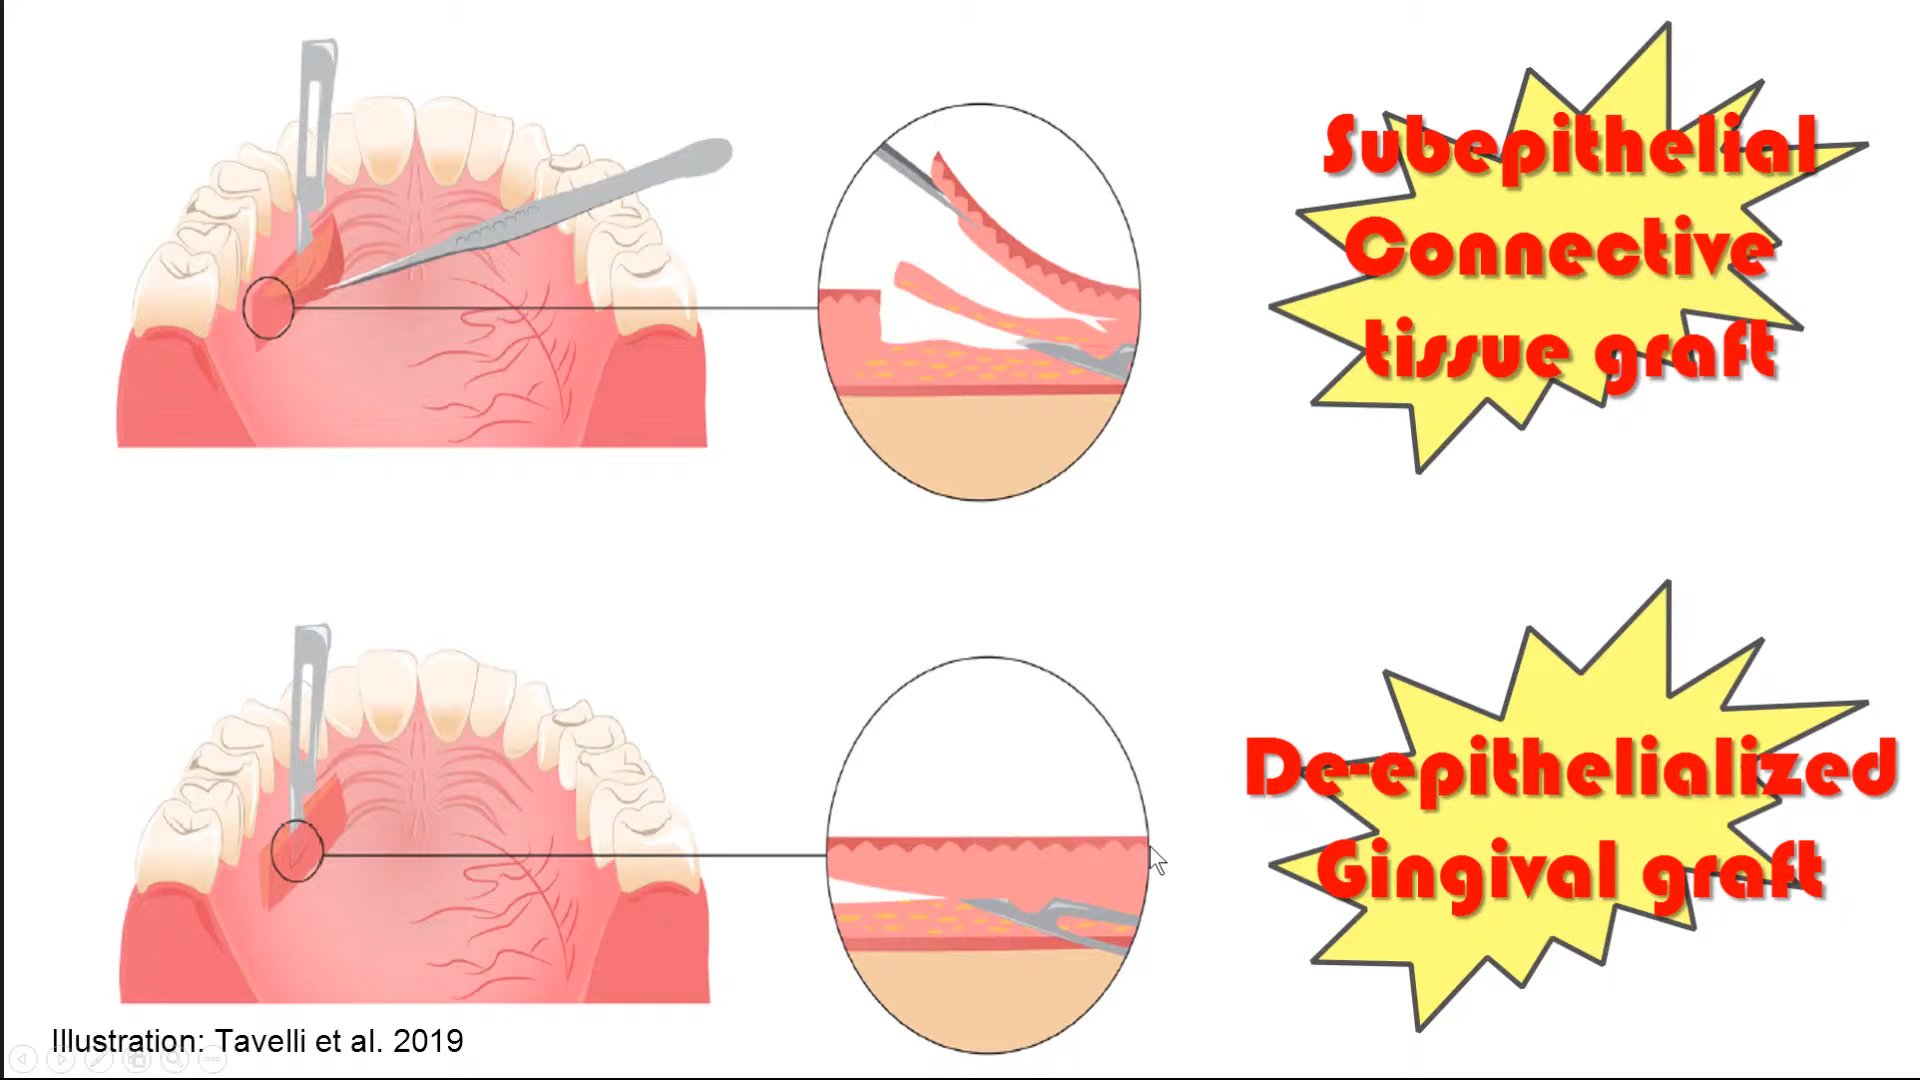 Subepithelial
Connective
tissue graft
De-epithelialized
Gingival graft
Illustration: Tavelli et al. 2019